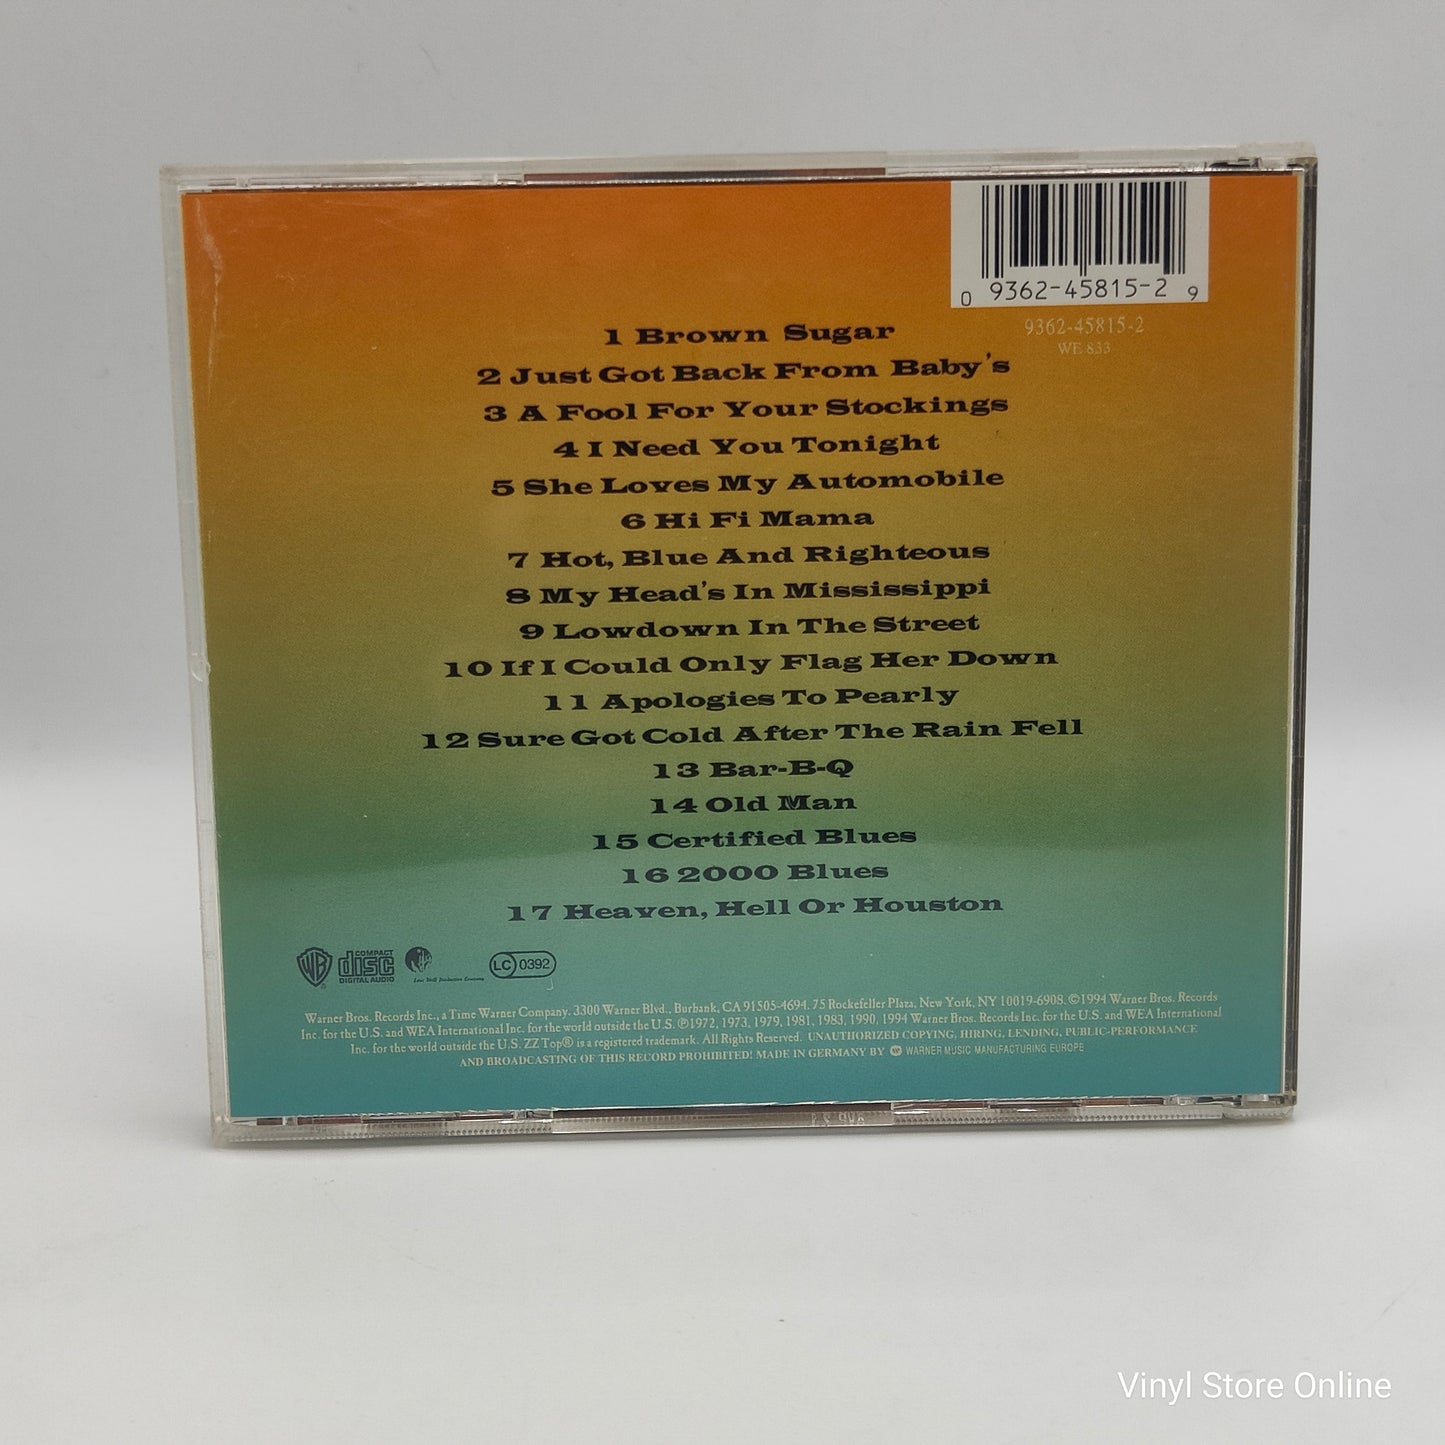 0 9362-45815-2 9
9362-45815-2
WE 833
1 Brown Sugar
2 Just Got Back From Baby's
3 A Fool For Your Stockings
4 I Need You Tonight
5 She Loves My Automobile
6 Hi Fi Mama
7 Hot, Blue And Righteous
8 My Head's In Mississippi
9 Lowdown In The Street
10 If I Could Only Flag Her Down
11 Apologies To Pearly
12 Sure Got Cold After The Rain Fell
13 Bar-B-Q
14 Old Man
15 Certified Blues
16 2000 Blues
17 Heaven, Hell Or Houston
WB
COMPACT
disc
DIGITAL AUDIO
Lone Wolf Production Company
LC 0392
Warner Bros. Records Inc., a Time Warner Company. 3300 Warner Blvd., Burbank, CA 91505-4694. 75 Rockefeller Plaza, New York, NY 10019-6908. ©1994 Warner Bros. Records
Inc. for the U.S. and WEA International Inc. for the world outside the U.S. ℗1972, 1973, 1979, 1981, 1983, 1990, 1994 Warner Bros. Records Inc. for the U.S. and WEA International
Inc. for the world outside the U.S. ZZ Top® is a registered trademark. All Rights Reserved. UNAUTHORIZED COPYING, HIRING, LENDING, PUBLIC-PERFORMANCE
AND BROADCASTING OF THIS RECORD PROHIBITED! MADE IN GERMANY BY WARNER MUSIC MANUFACTURING EUROPE
Vinyl Store Online